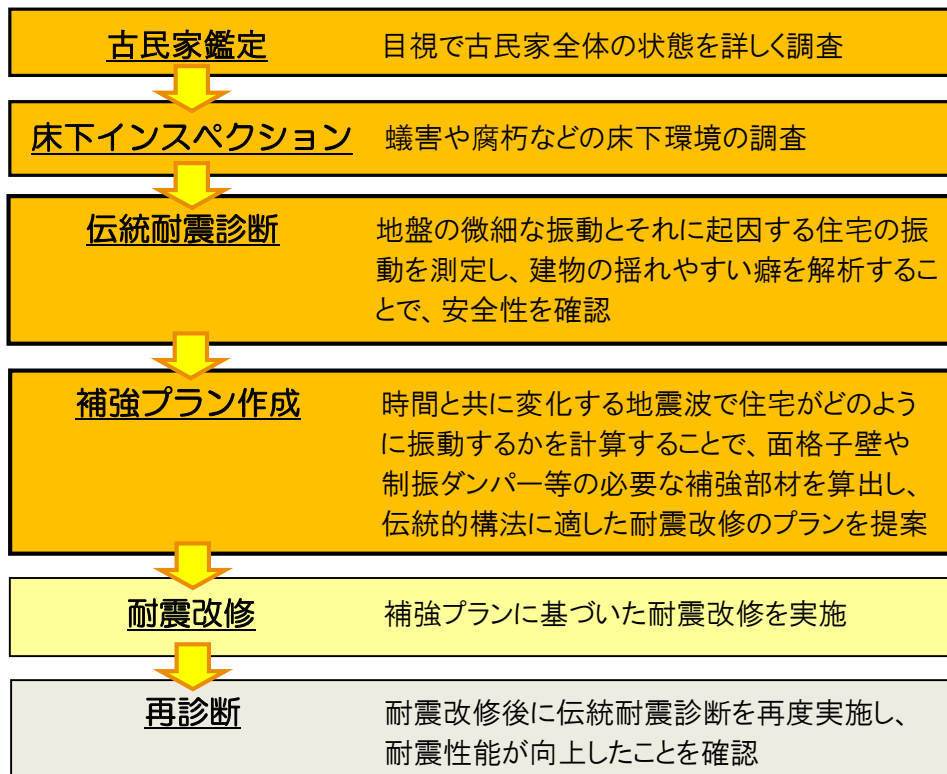 古民家鑑定
目視で古民家全体の状態を詳しく調査
床下インスペクション
蟻害や腐朽などの床下環境の調査
伝統耐震診断
地盤の微細な振動とそれに起因する住宅の振
動を測定し、建物の揺れやすい癖を解析するこ
とで、安全性を確認
補強プラン作成
時間と共に変化する地震波で住宅がどのよう
に振動するかを計算することで、面格子壁や
制振ダンパー等の必要な補強部材を算出し、
伝統的構法に適した耐震改修のプランを提案
耐震改修
補強プランに基づいた耐震改修を実施
再診断
耐震改修後に伝統耐震診断を再度実施し、
耐震性能が向上したことを確認